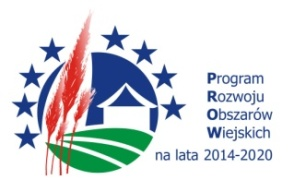 Program
Rozwoju
Obszarów
Wiejskich
na lata 2014-2020